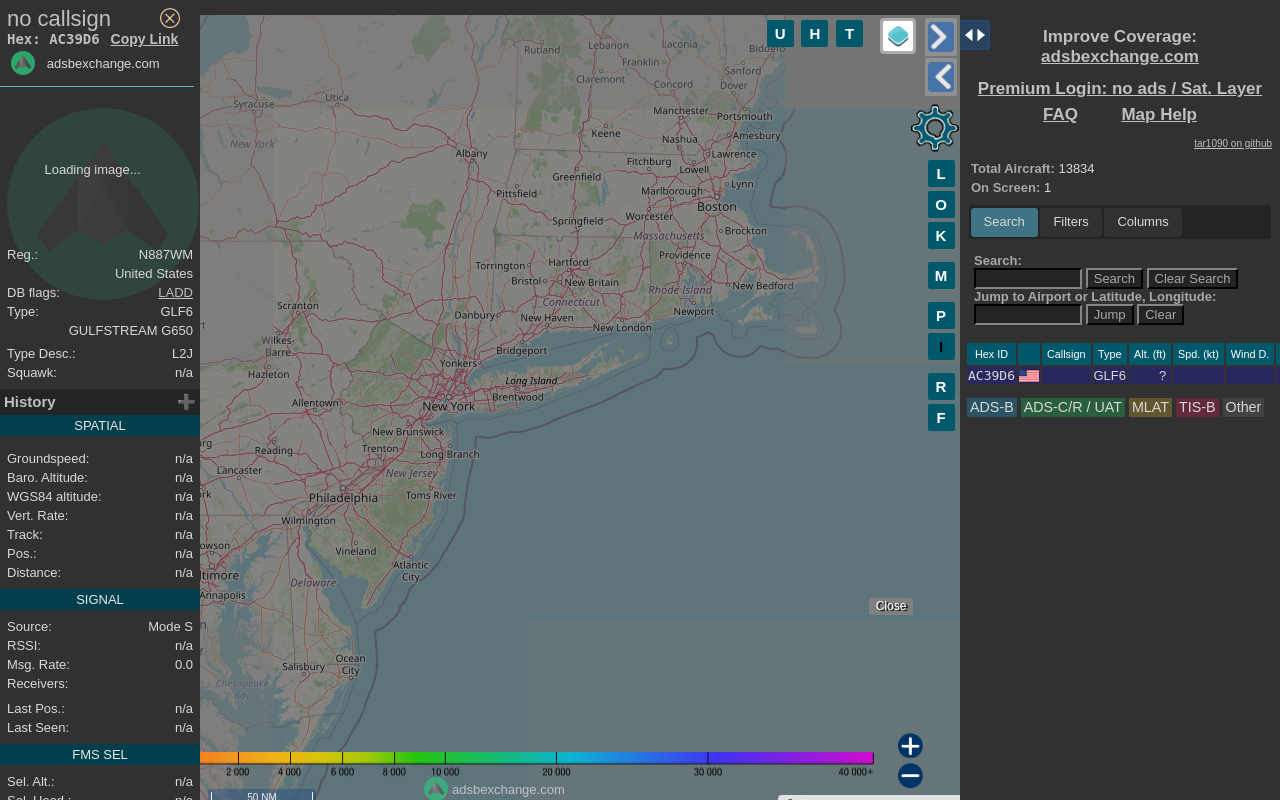 no callsign
Hex: AC39D6 Copy Link
adsbexchange.com
Loading image...
Reg.: N887WM
United States
DB flags: LADD
Type: GLF6
GULFSTREAM G650
Type Desc.: L2J
Squawk: n/a
History
SPATIAL
Groundspeed: n/a
Baro. Altitude: n/a
WGS84 altitude: n/a
Vert. Rate: n/a
Track: n/a
Pos.: n/a
Distance: n/a
SIGNAL
Source: Mode S
RSSI: n/a
Msg. Rate: 0.0
Receivers:
Last Pos.: n/a
Last Seen: n/a
FMS SEL
Sel. Alt.: n/a
U H T
L
O
K
M
P
I
R
F
Rutland
Lebanon
Laconia
Franklin
Claremont
Sanford
Concord
Dover
Syracuse
Utica
Manchester
Portsmouth
Keene
Nashua
Amesbury
New York
Albany
Fitchburg
Lawrence
Lowell
Greenfield
Pittsfield
Marlborough
Lynn
Boston
Worcester
Springfield
Brockton
Massachusetts
Providence
Hartford
Torrington
Bristol
New Britain
New Bedford
Rhode Island
Connecticut
Newport
Scranton
Danbury
New Haven
New London
Wilkes-
Barre
Bridgeport
Yonkers
Hazleton
Long Island
Brentwood
Allentown
New York
New Brunswick
Trenton
Reading
Long Branch
New Jersey
Lancaster
Philadelphia
Toms River
Wilmington
Vineland
Atlantic
City
Delaware
Annapolis
Ocean
City
Salisbury
Chesapeake
Bay
Close
2 000 4 000 6 000 8 000 10 000 20 000 30 000 40 000+
adsbexchange.com
50 NM
Improve Coverage:
adsbexchange.com
Premium Login: no ads / Sat. Layer
FAQ Map Help
tar1090 on github
Total Aircraft: 13834
On Screen: 1
Search Filters Columns
Search:
Search Clear Search
Jump to Airport or Latitude, Longitude:
Jump Clear
Hex ID Callsign Type Alt. (ft) Spd. (kt) Wind D.
AC39D6 GLF6 ?
ADS-B ADS-C/R / UAT MLAT TIS-B Other